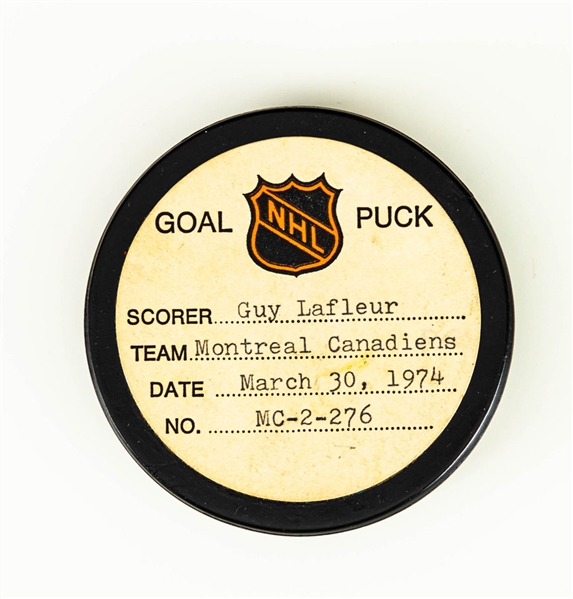 NHL
GOAL PUCK
SCORER Guy Lafleur
TEAM Montreal Canadiens
DATE March 30, 1974
NO. MC-2-276